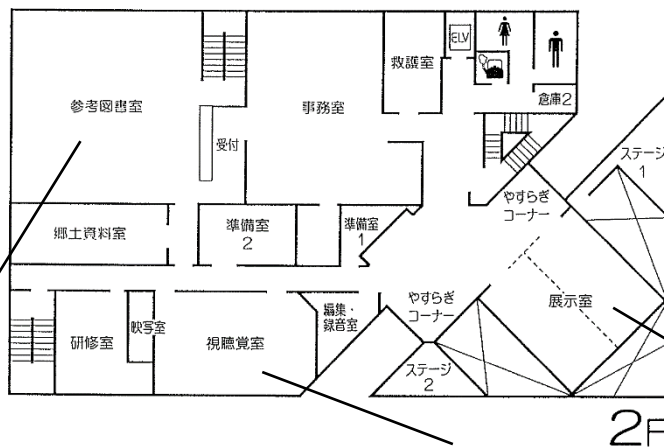 ELV
救護室
参考図書室
事務室
倉庫2
受付
ステージ
1
やすらぎ
コーナー
郷土資料室
準備室
2
準備室
1
やすらぎ
コーナー
展示室
編集・
録音室
映写室
研修室
視聴覚室
ステージ
2
2F